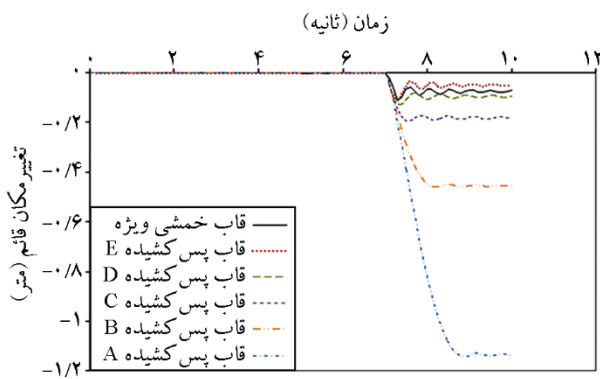 زمان (ثانیه)
۰ ۲ ۴ ۶ ۸ ۱۰ ۱۲
۰
-۰/۲
-۰/۴
-۰/۶
-۰/۸
-۱
-۱/۲
تغییرمکان قائم (متر)
قاب خمشی ویژه
قاب پس کشیده E
قاب پس کشیده D
قاب پس کشیده C
قاب پس کشیده B
قاب پس کشیده A